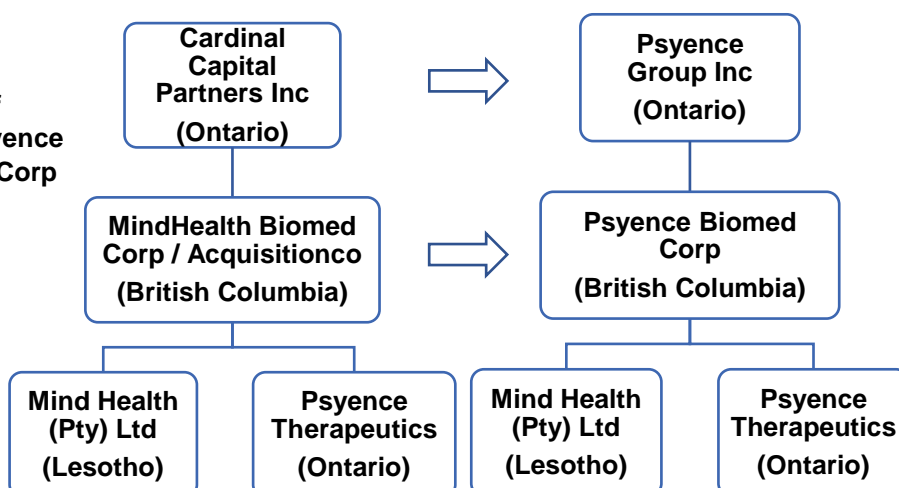 Cardinal
Capital
Partners Inc
(Ontario)
Psyence
Group Inc
(Ontario)
Corp
MindHealth Biomed
Corp / Acquisitionco
(British Columbia)
Psyence Biomed
Corp
(British Columbia)
Mind Health
(Pty) Ltd
(Lesotho)
Psyence
Therapeutics
(Ontario)
Mind Health
(Pty) Ltd
(Lesotho)
Psyence
Therapeutics
(Ontario)